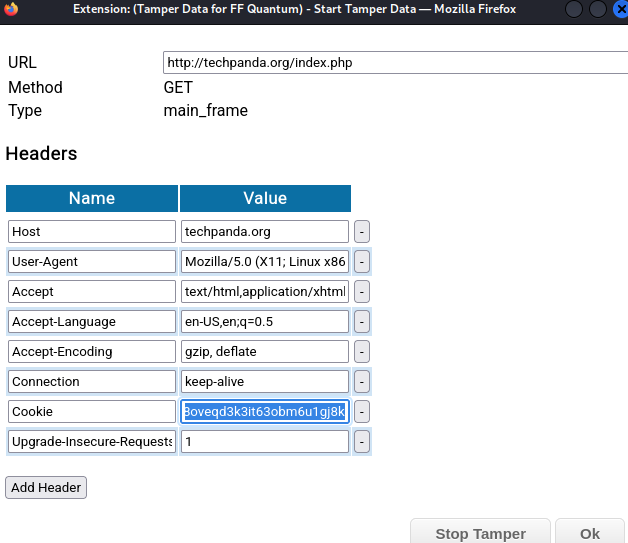 Extension: (Tamper Data for FF Quantum) - Start Tamper Data — Mozilla Firefox
URL http://techpanda.org/index.php
Method GET
Type main_frame
Headers
Name Value
Host techpanda.org -
User-Agent Mozilla/5.0 (X11; Linux x86 -
Accept text/html,application/xhtml -
Accept-Language en-US,en;q=0.5 -
Accept-Encoding gzip, deflate -
Connection keep-alive -
Cookie 3oveqd3k3it63obm6u1gj8k -
Upgrade-Insecure-Requests 1 -
Add Header
Stop Tamper Ok